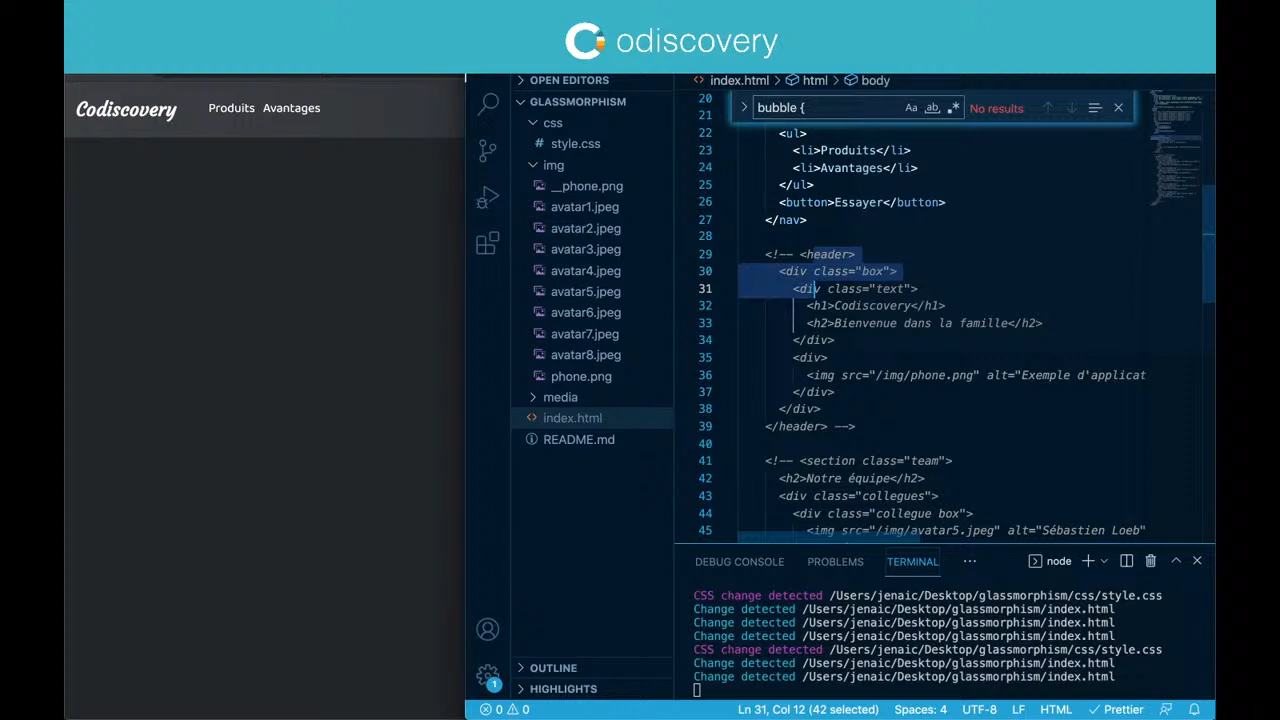 Codiscovery
Codiscovery
Produits Avantages
OPEN EDITORS
GLASSMORPHISM
css
# style.css
img
__phone.png
avatar1.jpeg
avatar2.jpeg
avatar3.jpeg
avatar4.jpeg
avatar5.jpeg
avatar6.jpeg
avatar7.jpeg
avatar8.jpeg
phone.png
media
<> index.html
README.md
OUTLINE
HIGHLIGHTS
1
<> index.html > html > body
bubble {
Aa ab .*
No results
20
21
22 <ul>
23 <li>Produits</li>
24 <li>Avantages</li>
25 </ul>
26 <button>Essayer</button>
27 </nav>
28
29 <!-- <header>
30 <div class="box">
31 <div class="text">
32 <h1>Codiscovery</h1>
33 <h2>Bienvenue dans la famille</h2>
34 </div>
35 <div>
36 <img src="/img/phone.png" alt="Exemple d'applicat
37 </div>
38 </div>
39 </header> -->
40
41 <!-- <section class="team">
42 <h2>Notre équipe</h2>
43 <div class="collegues">
44 <div class="collegue box">
45 <img src="/img/avatar5.jpeg" alt="Sébastien Loeb"
DEBUG CONSOLE PROBLEMS TERMINAL ... node
CSS change detected /Users/jenaic/Desktop/glassmorphism/css/style.css
Change detected /Users/jenaic/Desktop/glassmorphism/index.html
Change detected /Users/jenaic/Desktop/glassmorphism/index.html
Change detected /Users/jenaic/Desktop/glassmorphism/index.html
CSS change detected /Users/jenaic/Desktop/glassmorphism/css/style.css
Change detected /Users/jenaic/Desktop/glassmorphism/index.html
Change detected /Users/jenaic/Desktop/glassmorphism/index.html
0 0 Ln 31, Col 12 (42 selected) Spaces: 4 UTF-8 LF HTML Prettier